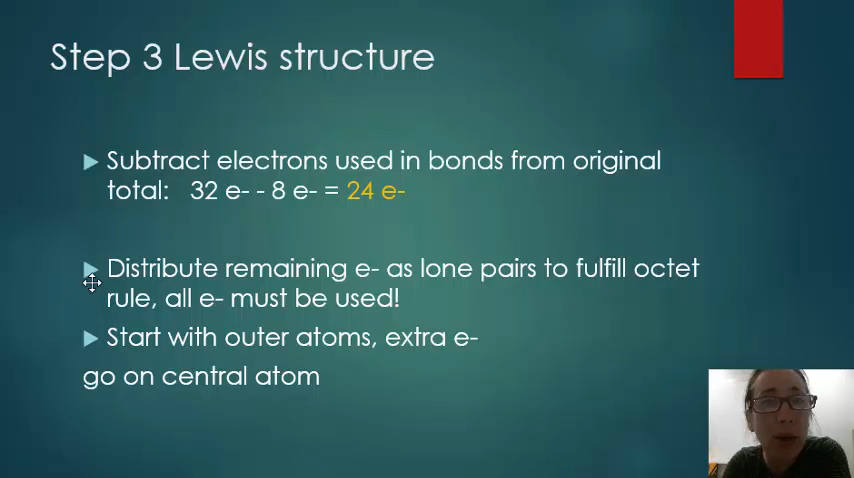 Step 3 Lewis structure
Subtract electrons used in bonds from original
total: 32 e- - 8 e- = 24 e-
Distribute remaining e- as lone pairs to fulfill octet
rule, all e- must be used!
Start with outer atoms, extra e-
go on central atom